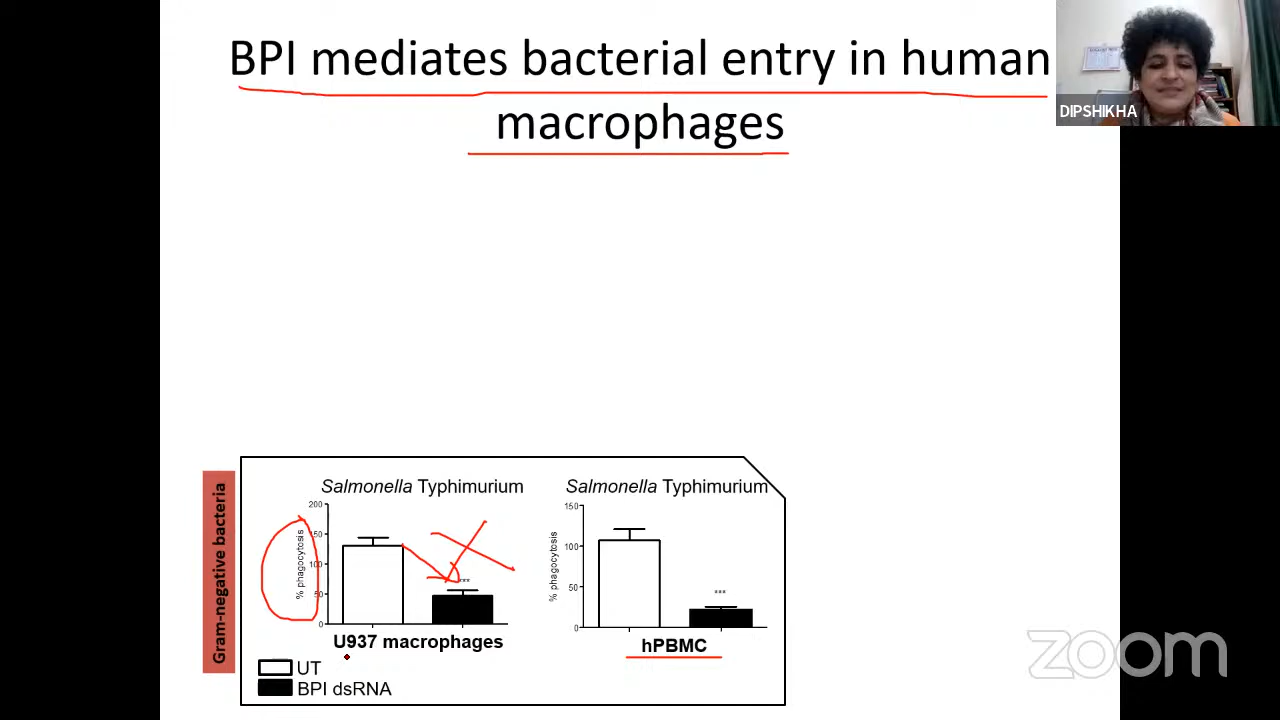 BPI mediates bacterial entry in human
macrophages
DIPSHIKHA
Gram-negative bacteria
Salmonella Typhimurium
200
150
100
50
0
% phagocytosis
***
U937 macrophages
Salmonella Typhimurium
150
100
50
0
% phagocytosis
***
hPBMC
UT
BPI dsRNA
zoom